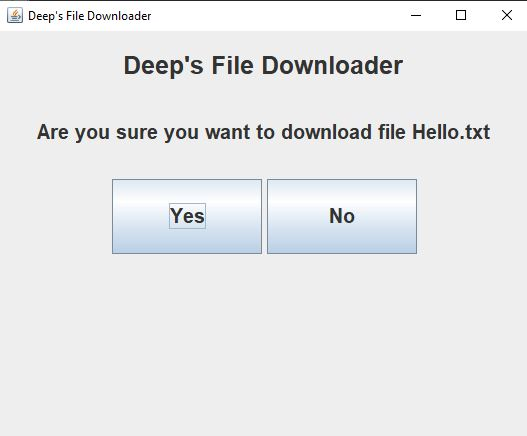 Deep's File Downloader
Deep's File Downloader
Are you sure you want to download file Hello.txt
Yes No